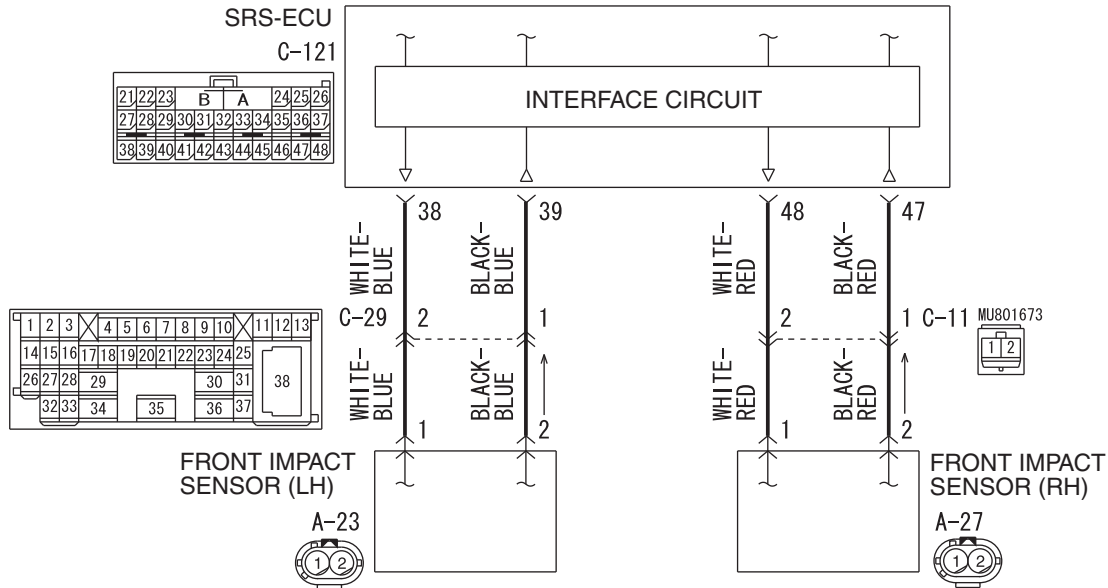 SRS-ECU
C-121
21 22 23 B A 24 25 26
27 28 29 30 31 32 33 34 35 36 37
38 39 40 41 42 43 44 45 46 47 48
INTERFACE CIRCUIT
38 39 48 47
WHITE-
BLUE
BLACK-
BLUE
WHITE-
RED
BLACK-
RED
C-29 2 1 2 1 C-11 MU801673
1 2
1 2 3 4 5 6 7 8 9 10 11 12 13
14 15 16 17 18 19 20 21 22 23 24 25
26 27 28 29 30 31 38
32 33 34 35 36 37
WHITE-
BLUE
BLACK-
BLUE
WHITE-
RED
BLACK-
RED
1 2 1 2
FRONT IMPACT
SENSOR (LH)
A-23
1 2
FRONT IMPACT
SENSOR (RH)
A-27
1 2